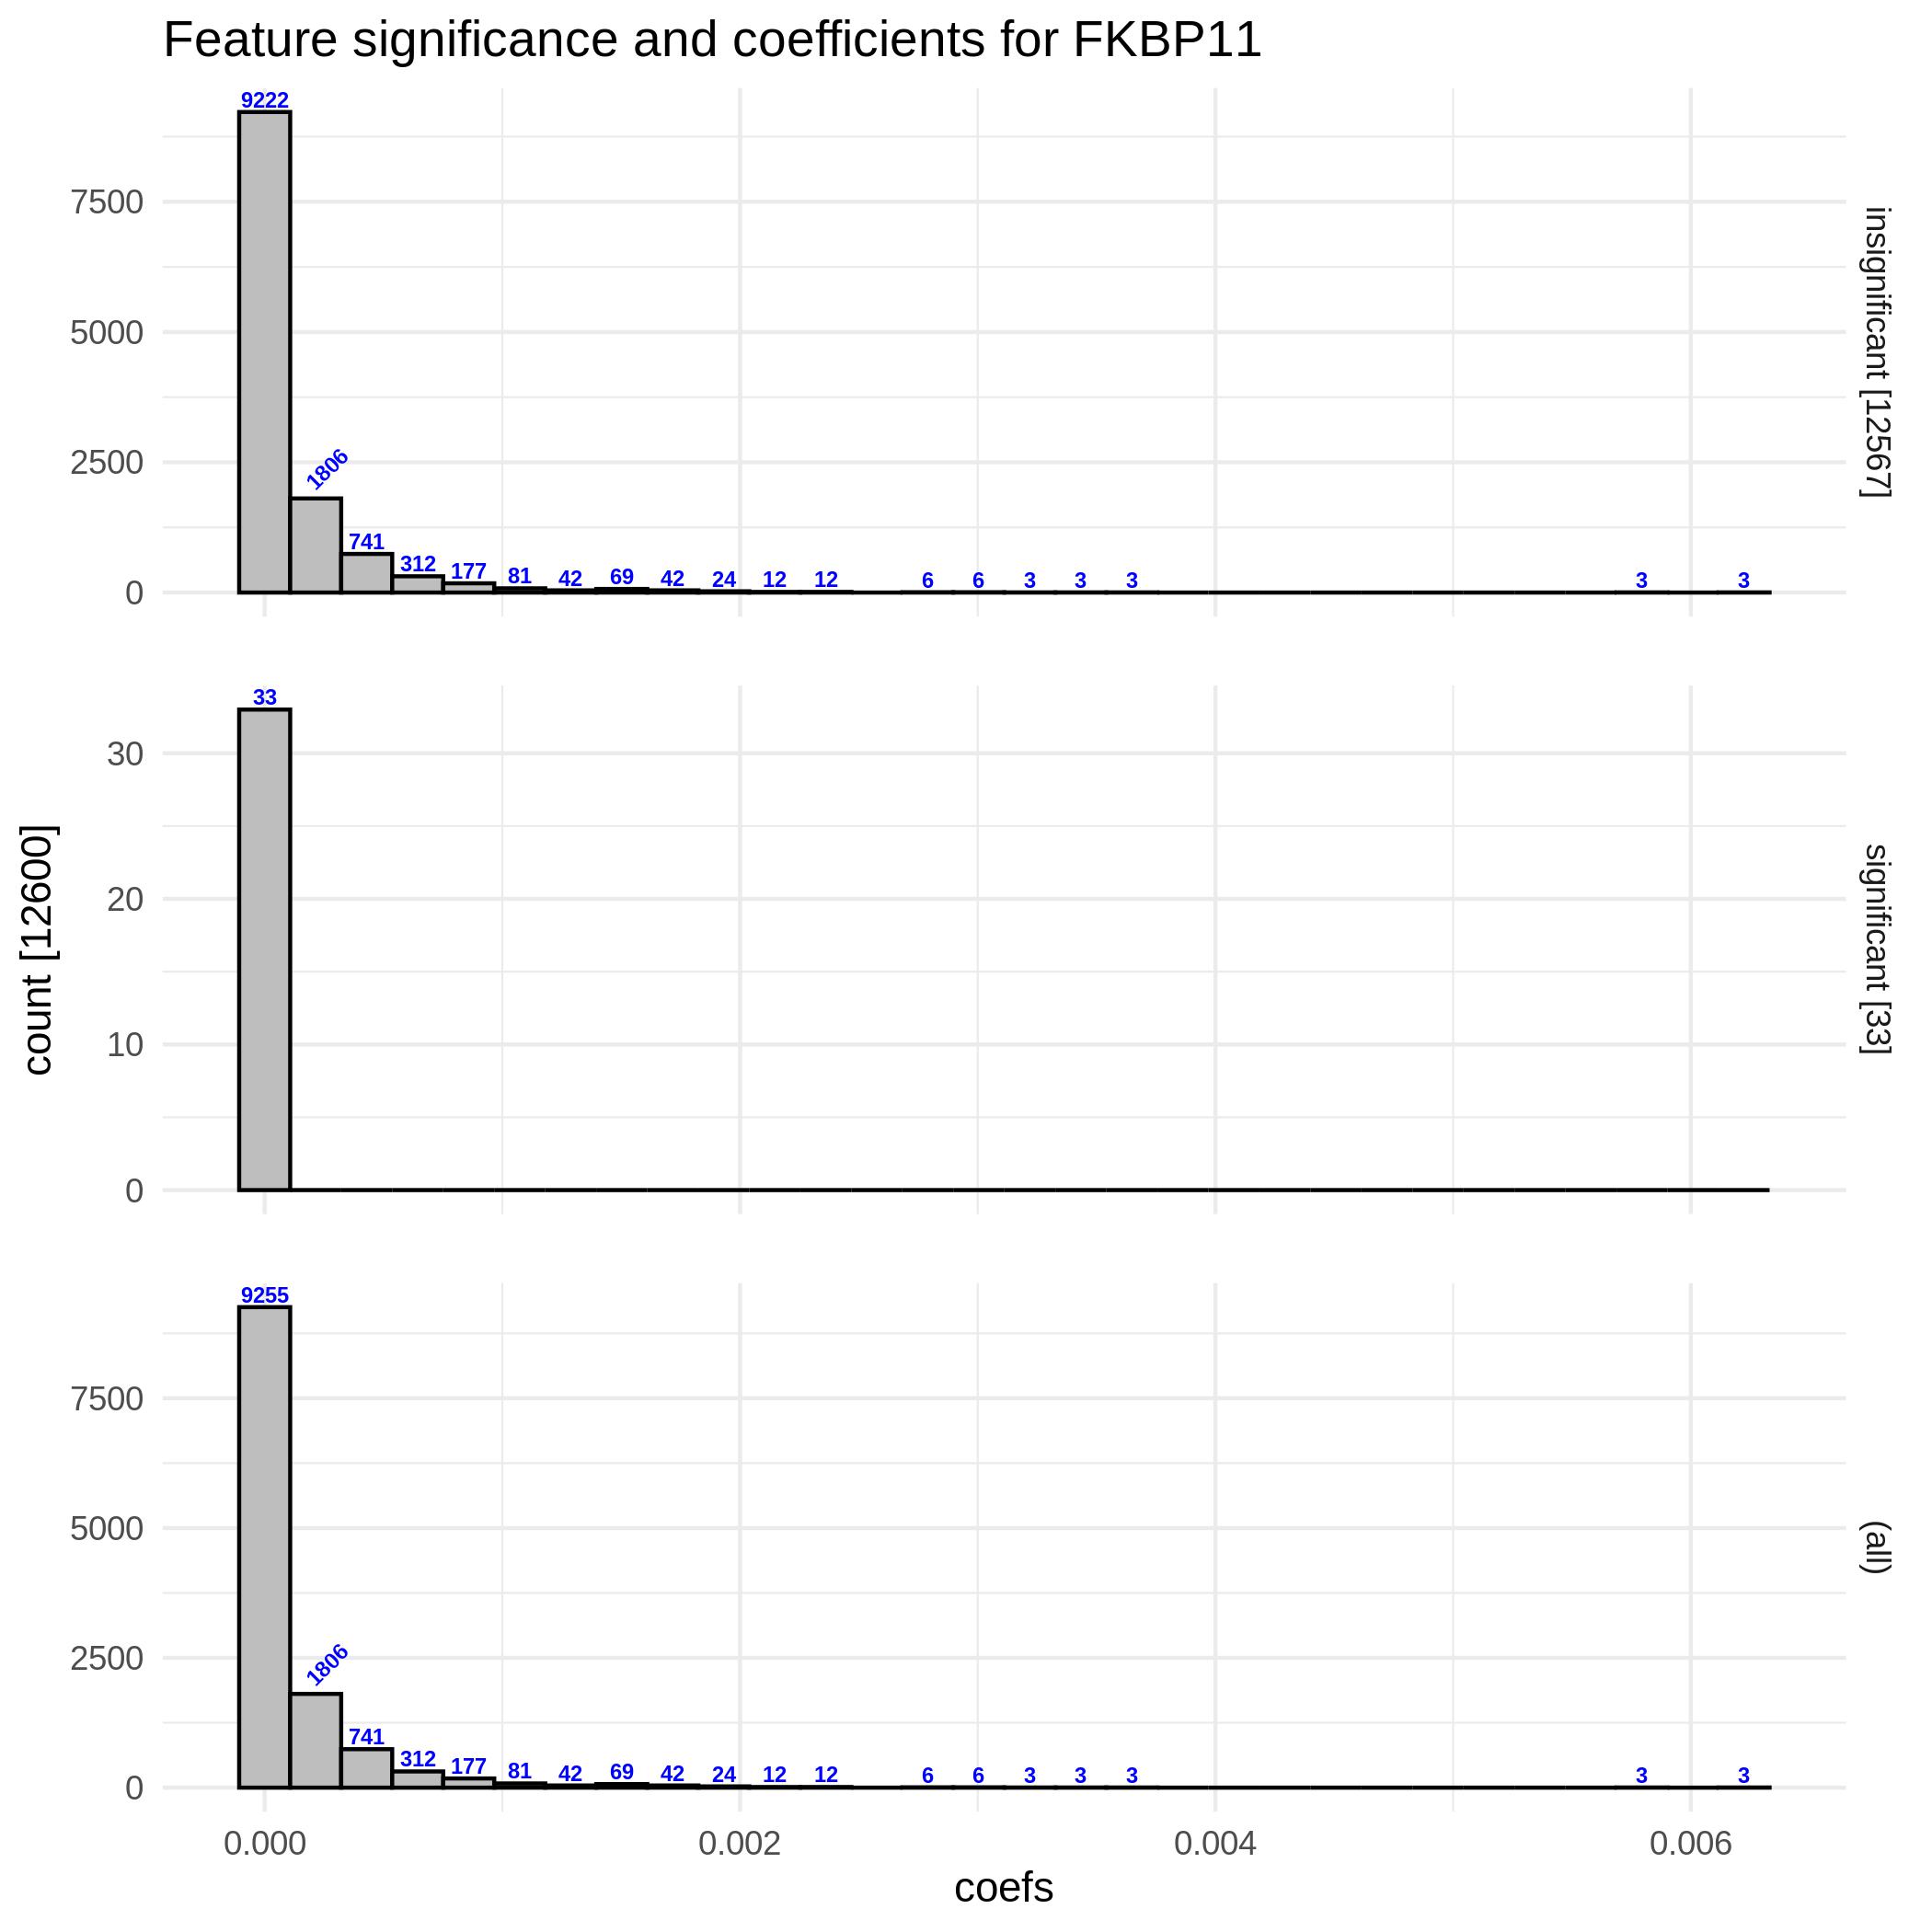 Feature significance and coefficients for FKBP11
9222
7500
5000
2500
0
1806
741 312 177 81 42 69 42 24 12 12 6 6 3 3 3 3 3
insignificant [12567]
33
30
20
10
0
significant [33]
count [12600]
9255
7500
5000
2500
0
1806
741 312 177 81 42 69 42 24 12 12 6 6 3 3 3 3 3
(all)
0.000 0.002 0.004 0.006
coefs